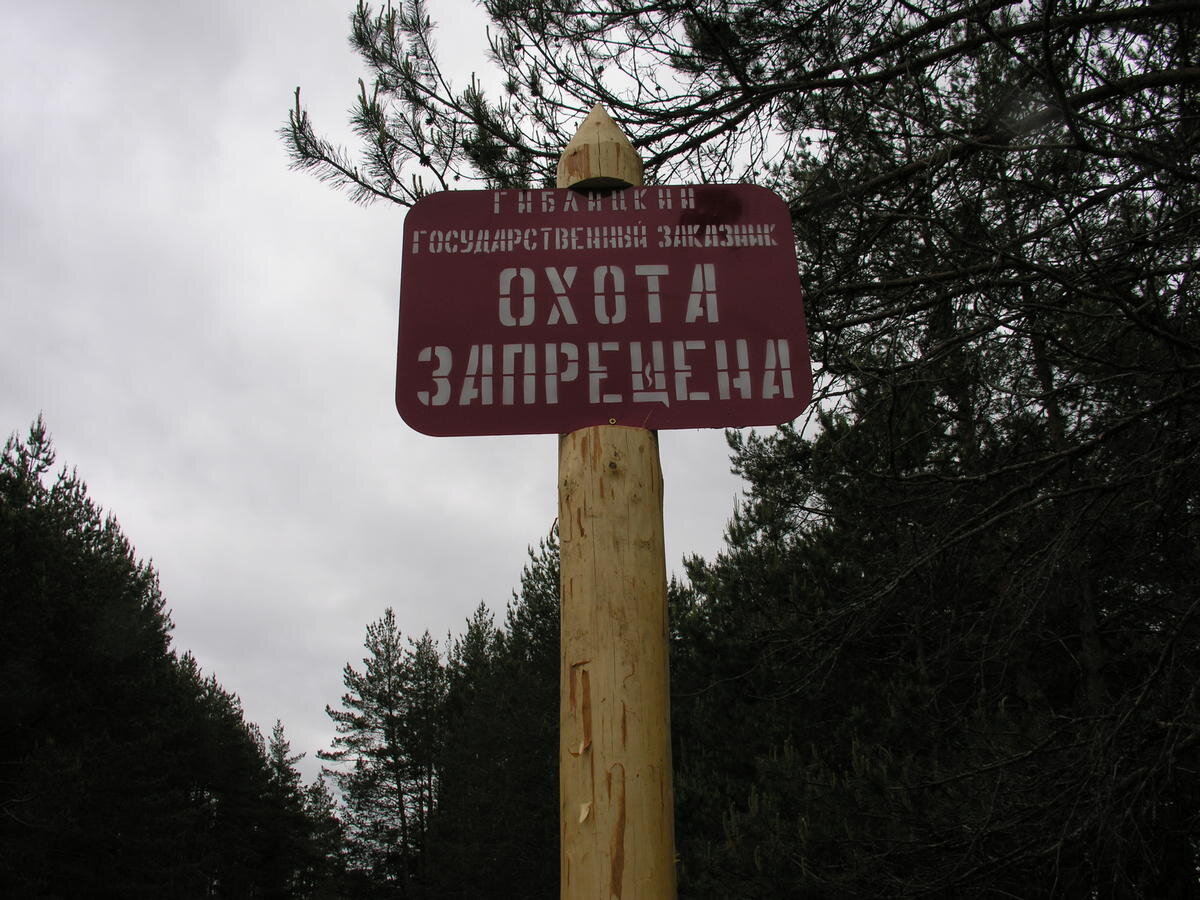 ГИБЛИЦКИЙ
ГОСУДАРСТВЕННЫЙ ЗАКАЗНИК
ОХОТА
ЗАПРЕЩЕНА